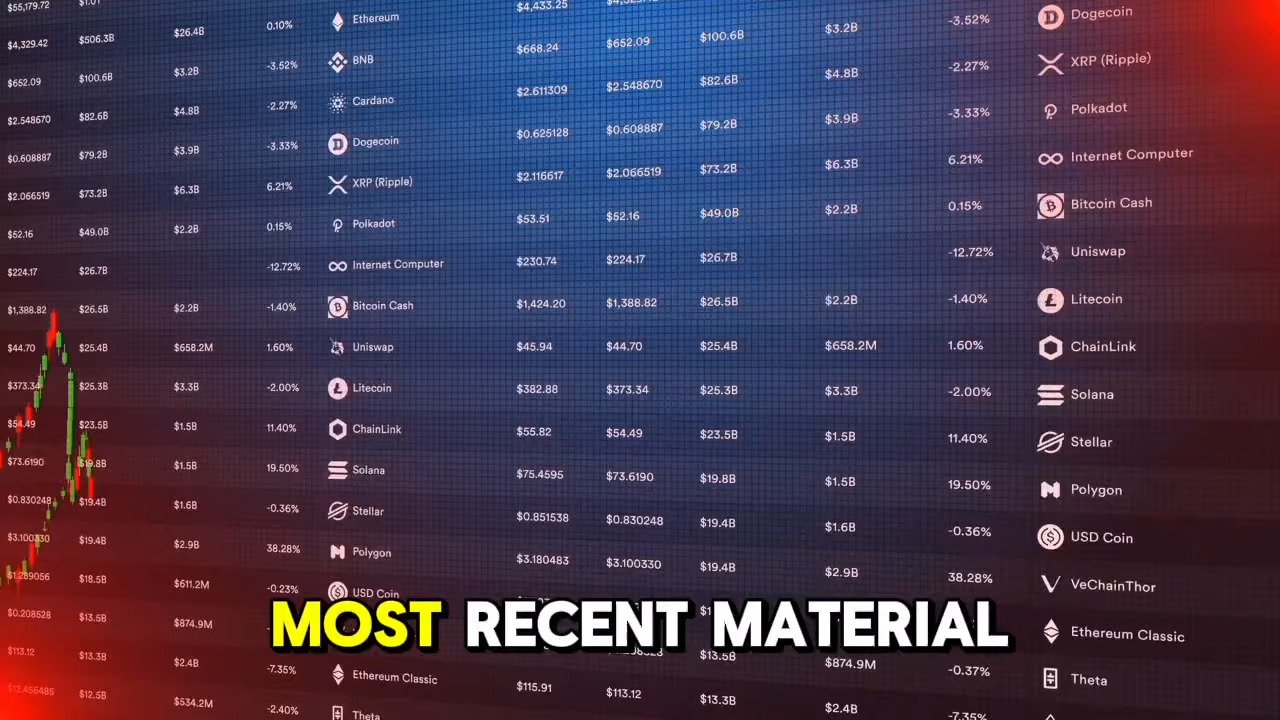 $55,179.72 $1.01 $4,433.25
$4,329.42 $506.3B $26.4B 0.10% Ethereum $668.24 $652.09 $100.6B $3.2B -3.52% Dogecoin
$652.09 $100.6B $3.2B -3.52% BNB $2.611309 $2.548670 $82.6B $4.8B -2.27% XRP (Ripple)
$2.548670 $82.6B $4.8B -2.27% Cardano $0.625128 $0.608887 $79.2B $3.9B -3.33% Polkadot
$0.608887 $79.2B $3.9B -3.33% Dogecoin $2.116617 $2.066519 $73.2B $6.3B 6.21% Internet Computer
$2.066519 $73.2B $6.3B 6.21% XRP (Ripple) $53.51 $52.16 $49.0B $2.2B 0.15% Bitcoin Cash
$52.16 $49.0B $2.2B 0.15% Polkadot $230.74 $224.17 $26.7B -12.72% Uniswap
$224.17 $26.7B -12.72% Internet Computer $1,424.20 $1,388.82 $26.5B $2.2B -1.40% Litecoin
$1,388.82 $26.5B $2.2B -1.40% Bitcoin Cash $45.94 $44.70 $25.4B $658.2M 1.60% ChainLink
$44.70 $25.4B $658.2M 1.60% Uniswap $382.88 $373.34 $25.3B $3.3B -2.00% Solana
$373.34 $25.3B $3.3B -2.00% Litecoin $55.82 $54.49 $23.5B $1.5B 11.40% Stellar
$54.49 $23.5B $1.5B 11.40% ChainLink $75.4595 $73.6190 $19.8B $1.5B 19.50% Polygon
$73.6190 $19.8B $1.5B 19.50% Solana $0.851538 $0.830248 $19.4B $1.6B -0.36% USD Coin
$0.830248 $19.4B $1.6B -0.36% Stellar $3.180483 $3.100330 $19.4B $2.9B 38.28% VeChainThor
$3.100330 $19.4B $2.9B 38.28% Polygon
$18.5B $611.2M -0.23% USD Coin
$0.208528 $13.5B $874.9M $13.5B $874.9M -0.37% Ethereum Classic
MOST RECENT MATERIAL
$113.12 $13.3B $2.4B -7.35% Ethereum Classic $115.91 $113.12 $13.3B $2.4B -7.35% Theta
$12.456485 $12.5B $534.2M -2.40% Theta